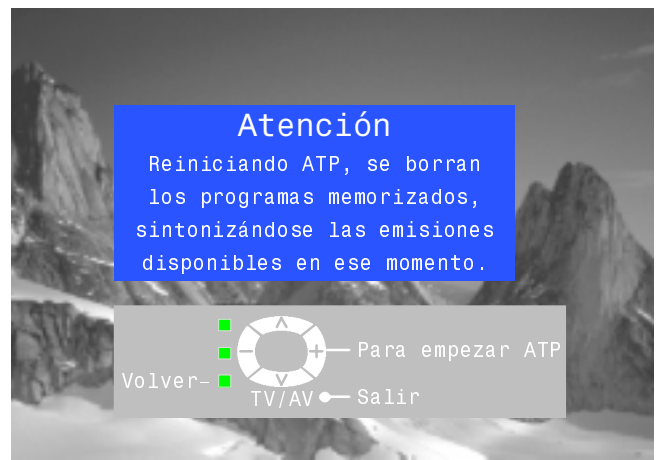 Atención
Reiniciando ATP, se borran
los programas memorizados,
sintonizándose las emisiones
disponibles en ese momento.
Para empezar ATP
Volver
TV/AV Salir